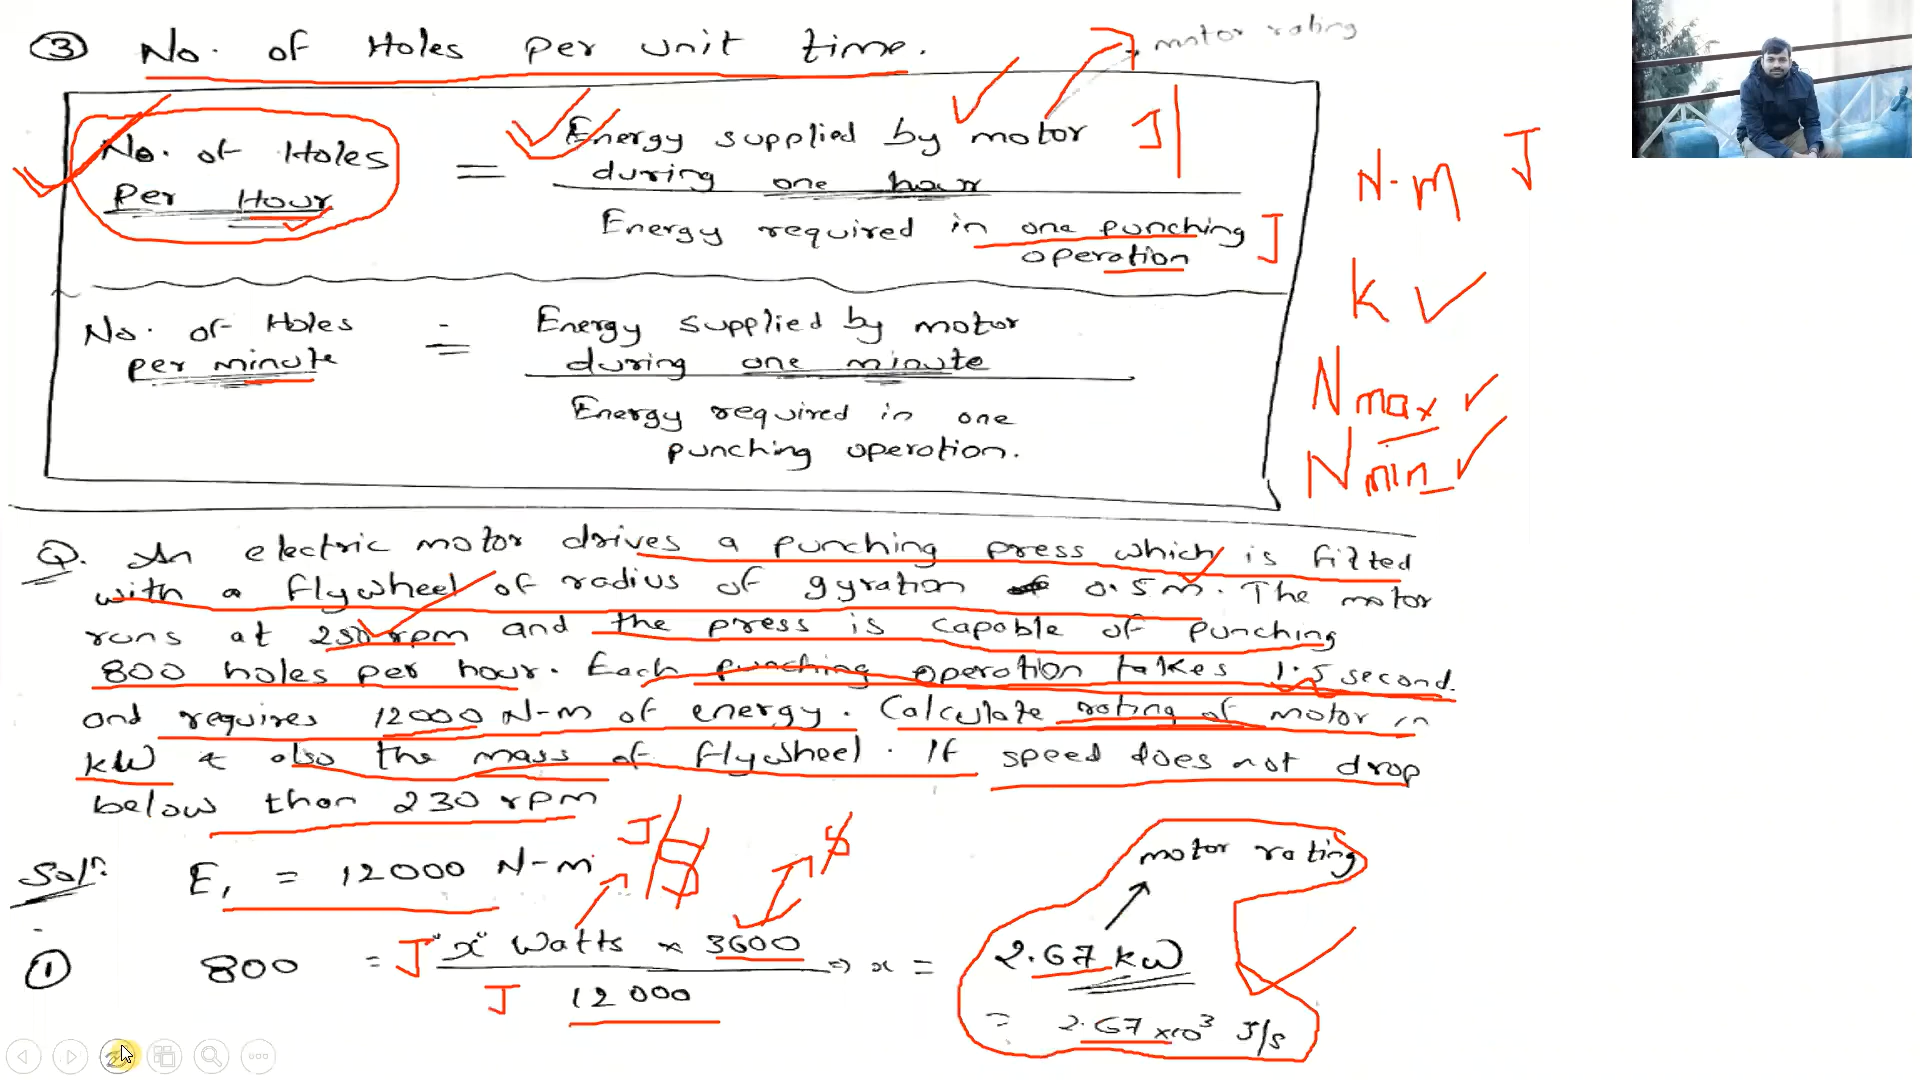 ③ No. of Holes per unit time.
→ motor rating
No. of Holes per Hour = Energy supplied by motor during one hour J
Energy required in one punching operation J
N-m J
K ✓
Nmax ✓
Nmin ✓
No. of Holes per minute = Energy supplied by motor during one minute
Energy required in one punching operation.
Q. An electric motor drives a punching press which is fitted
with a flywheel of radius of gyration of 0.5m. The motor
runs at 250 rpm and the press is capable of punching
800 holes per hour. Each punching operation takes 1.5 second
and requires 12000 N-m of energy. Calculate rating of motor in
kW & also the mass of flywheel. If speed does not drop
below than 230 rpm
Solⁿ: E₁ = 12000 N-m
J/s
s
motor rating
① 800 = J "x" Watts × 3600
J 12000
⇒ x = 2.67 kW
= 2.67 ×10³ J/s